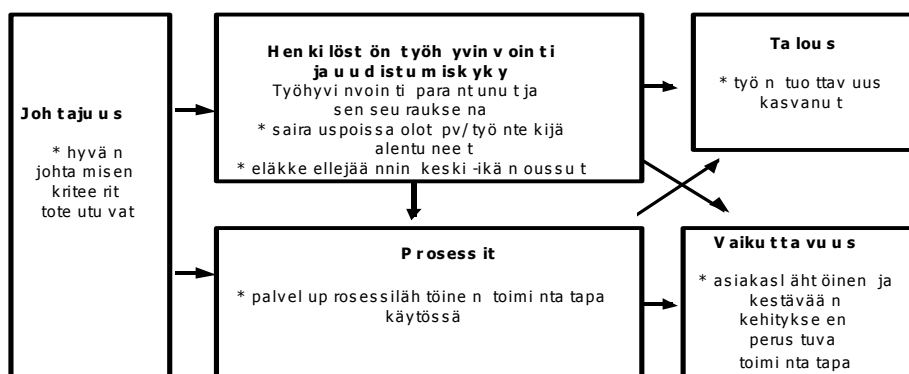 Johtajuus
* hyvän
johtamisen
kriteerit
toteutuvat
Henkilöstön työhyvinvointi
ja uudistumiskyky
Työhyvinvointi parantunut ja
sen seurauksena
* sairauspoissaolot pv/työntekijä
alentuneet
* eläkkeellejäännin keski-ikä noussut
Prosessit
* palveluprosessilähtöinen toimintatapa
käytössä
Talous
* työn tuottavuus
kasvanut
Vaikuttavuus
* asiakaslähtöinen ja
kestävään
kehitykseen
perustuva
toimintatapa